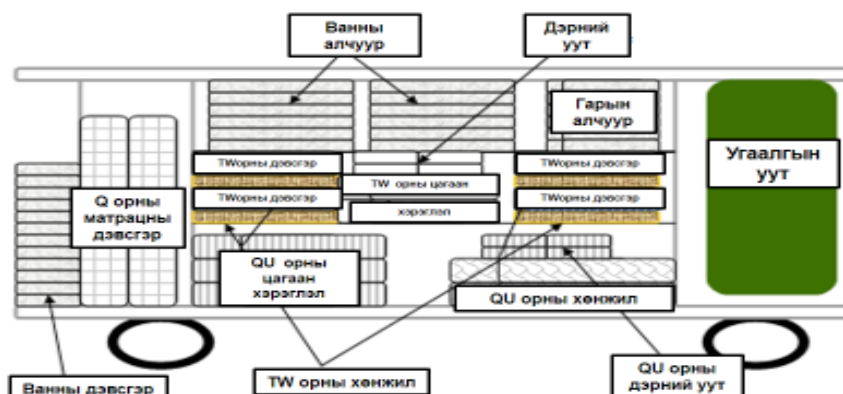 Ванны
алчуур
Дэрний
уут
Гарын
алчуур
Угаалгын
уут
TWорны дэвсгэр
TWорны дэвсгэр
TW орны цагаан
хэрэглэл
TWорны дэвсгэр
TWорны дэвсгэр
Q орны
матрацны
дэвсгэр
QU орны
цагаан
хэрэглэл
QU орны хөнжил
Ванны дэвсгэр
TW орны хөнжил
QU орны
дэрний уут